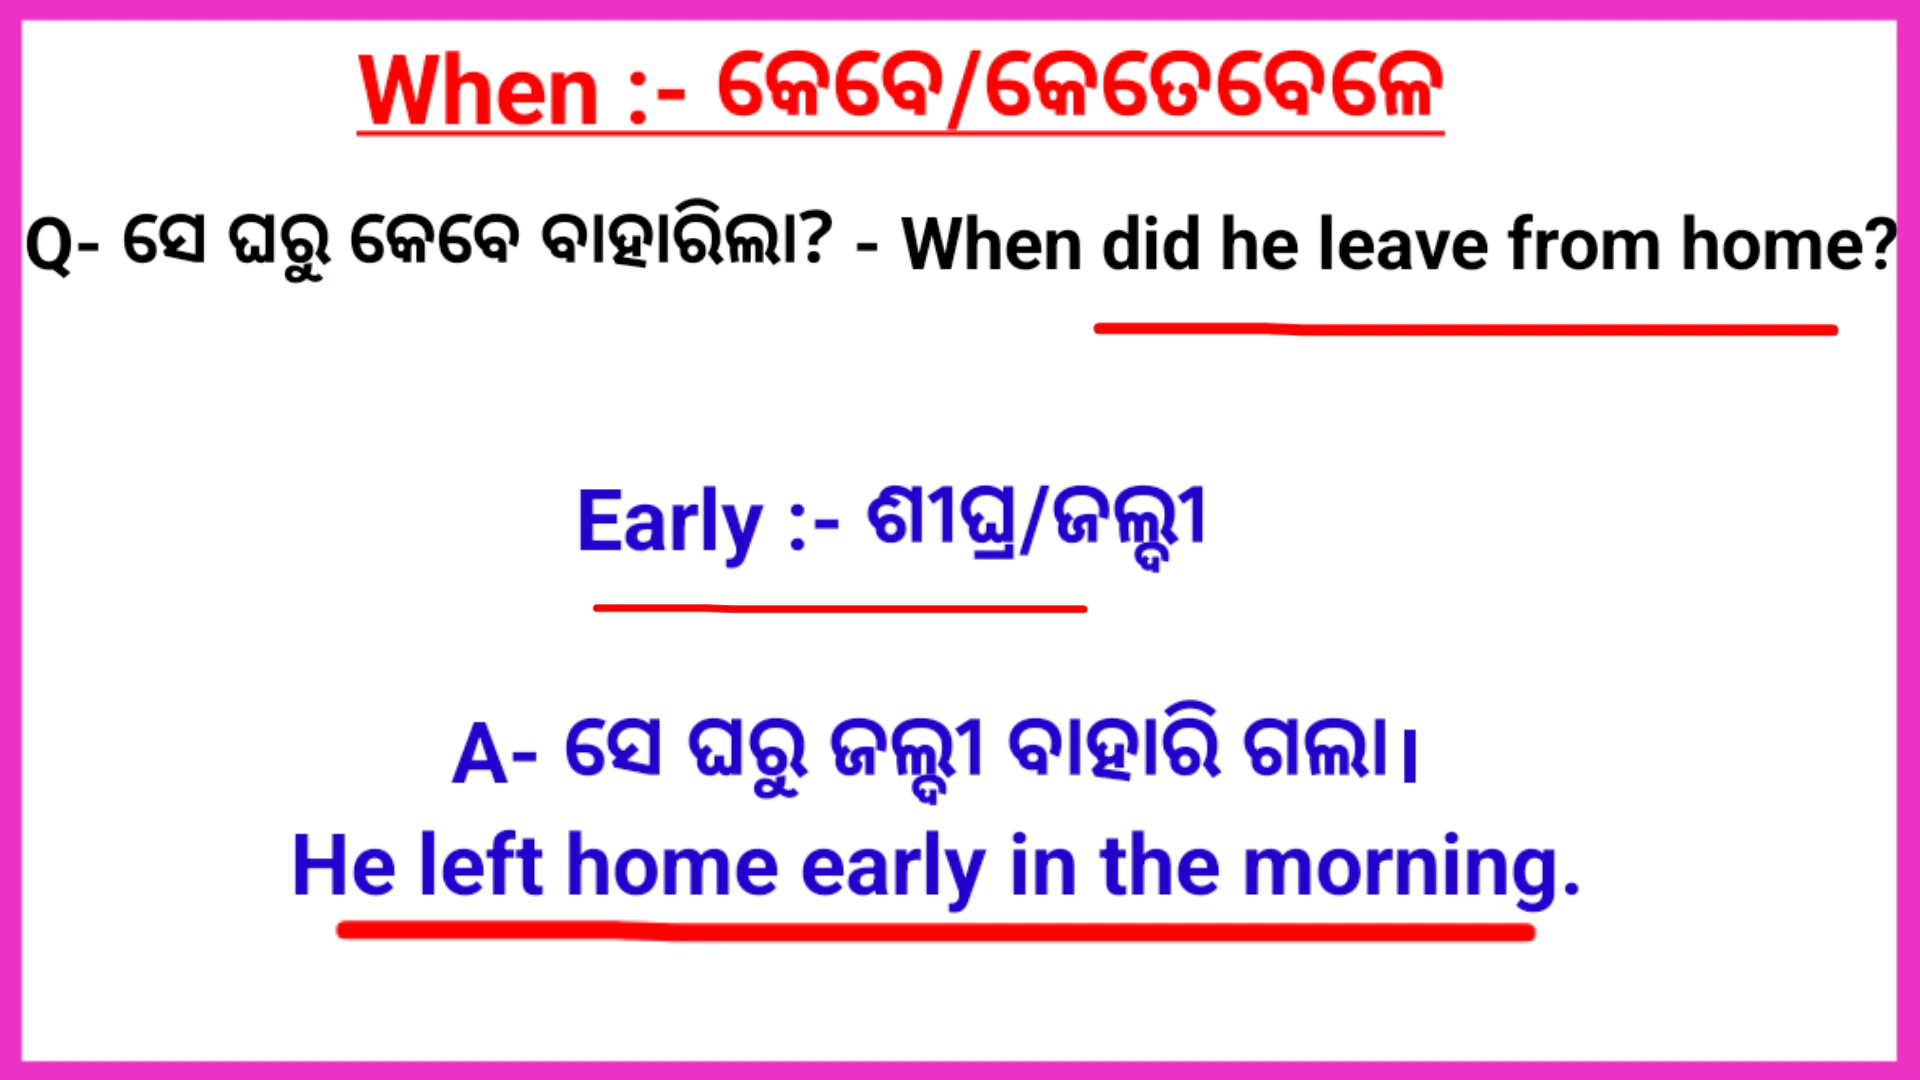 When :- କେବେ/କେତେବେଳେ
Q- ସେ ଘରୁ କେବେ ବାହାରିଲା? - When did he leave from home?
Early :- ଶୀଘ୍ର/ଜଲ୍ଦୀ
A- ସେ ଘରୁ ଜଲ୍ଦୀ ବାହାରି ଗଲା।
He left home early in the morning.